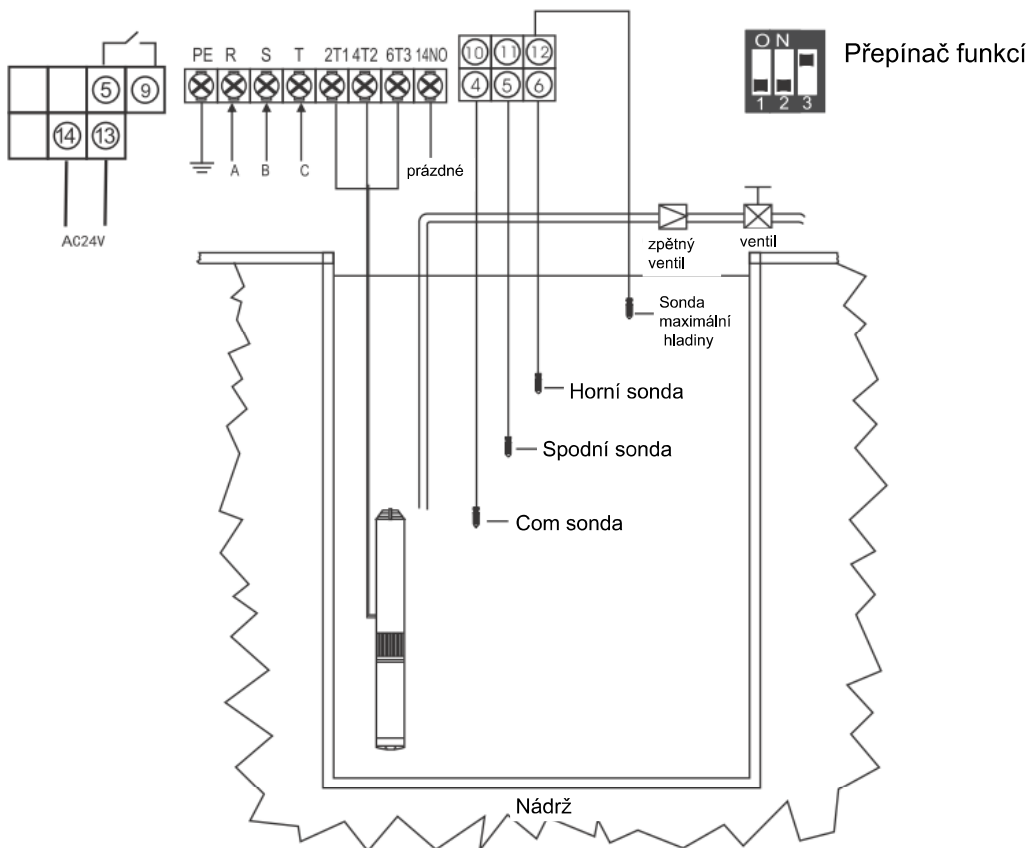 PE R S T 2T1 4T2 6T3 14NO
10 11 12
4 5 6
5 9
14 13
A B C
prázdné
AC24V
ON
1 2 3
Přepínač funkcí
zpětný
ventil
ventil
Sonda
maximální
hladiny
Horní sonda
Spodní sonda
Com sonda
Nádrž